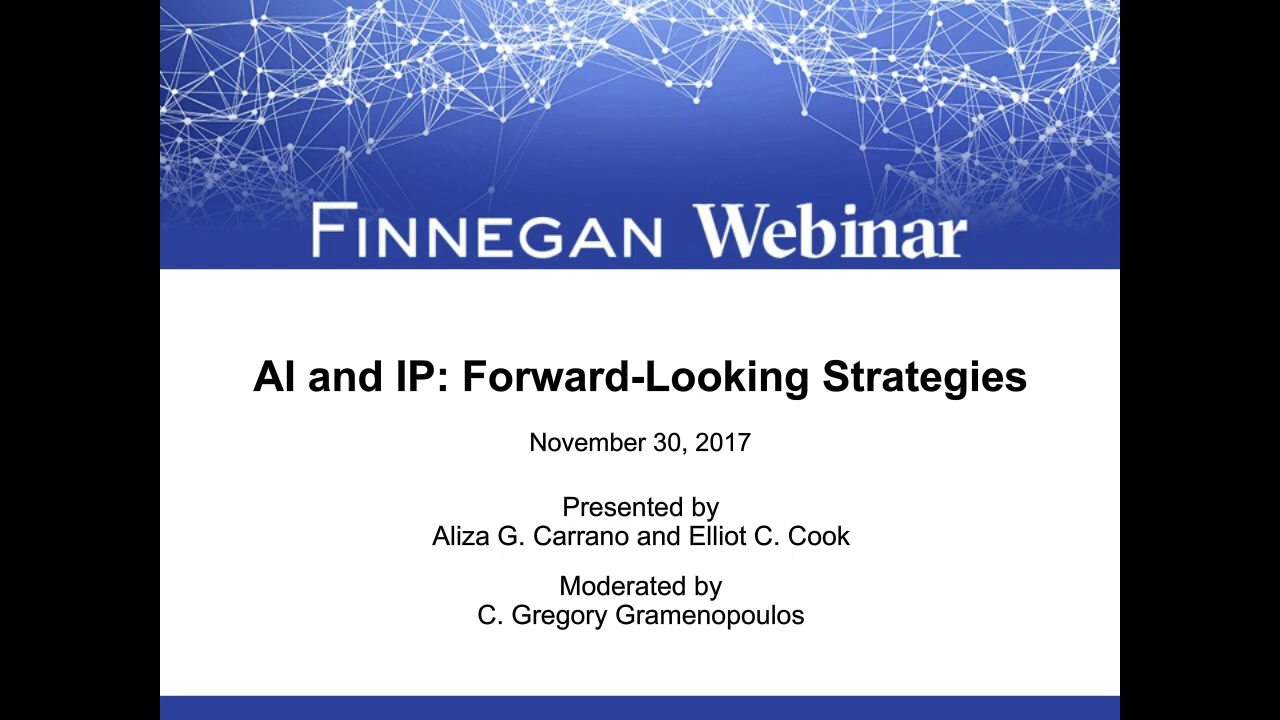 FINNEGAN Webinar
AI and IP: Forward-Looking Strategies
November 30, 2017
Presented by
Aliza G. Carrano and Elliot C. Cook
Moderated by
C. Gregory Gramenopoulos